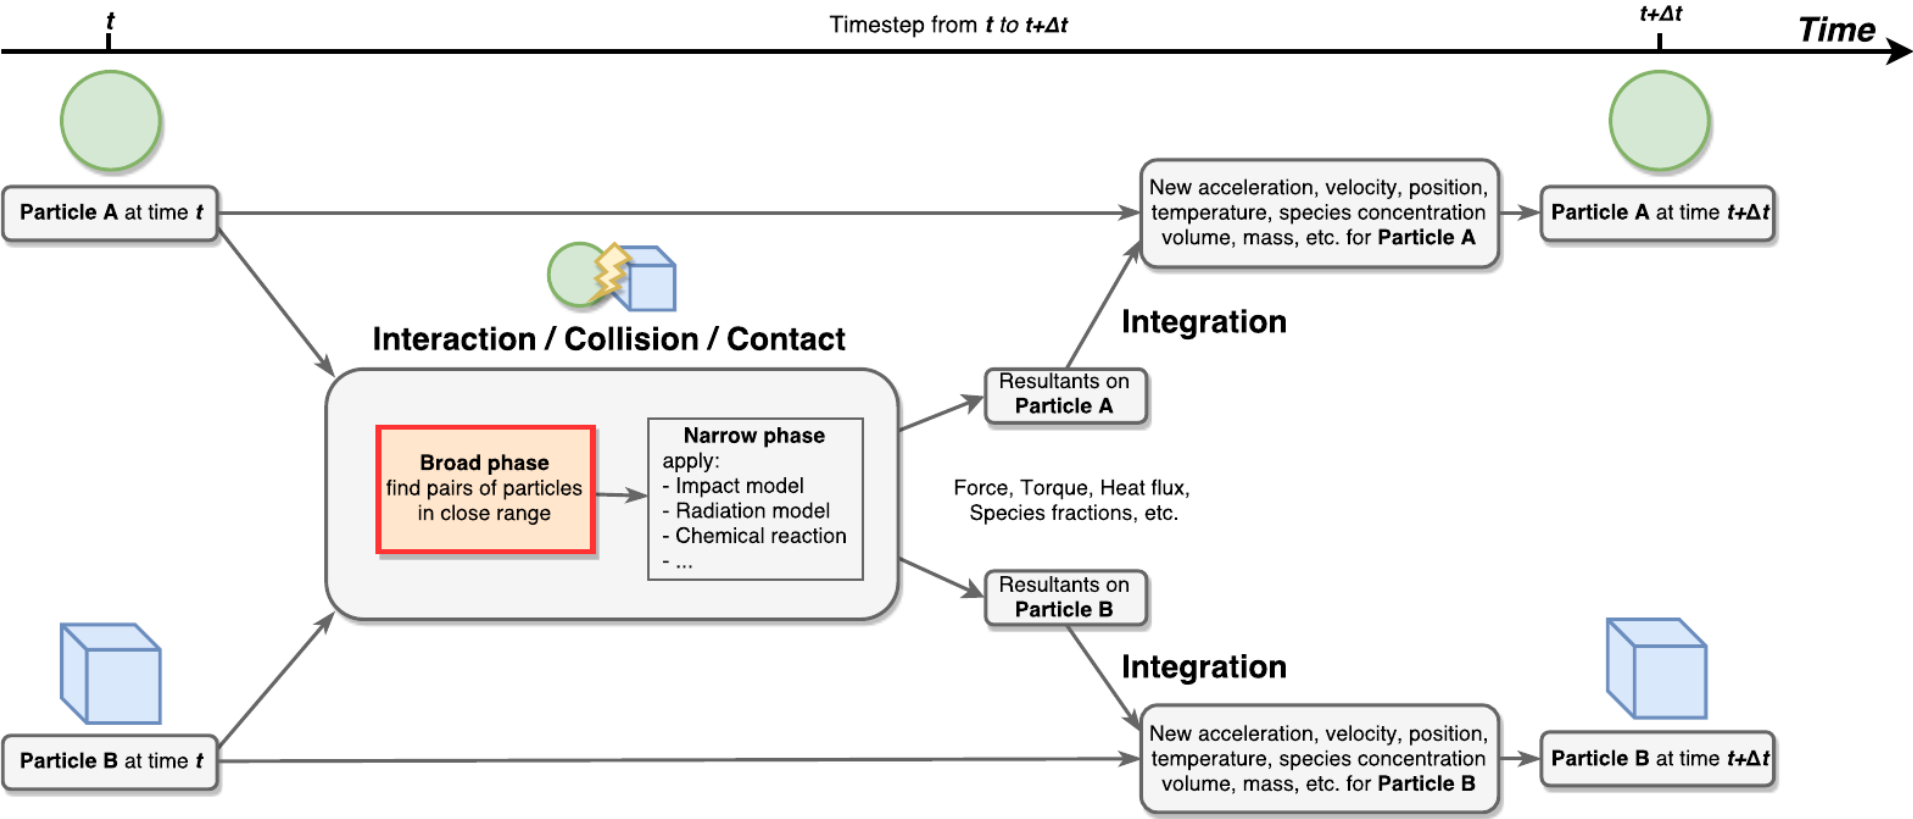 t
Timestep from t to t+Δt
t+Δt
Time
Particle A at time t
New acceleration, velocity, position,
temperature, species concentration
volume, mass, etc. for Particle A
Particle A at time t+Δt
Interaction / Collision / Contact
Integration
Resultants on
Particle A
Broad phase
find pairs of particles
in close range
Narrow phase
apply:
- Impact model
- Radiation model
- Chemical reaction
- ...
Force, Torque, Heat flux,
Species fractions, etc.
Resultants on
Particle B
Integration
Particle B at time t
New acceleration, velocity, position,
temperature, species concentration
volume, mass, etc. for Particle B
Particle B at time t+Δt